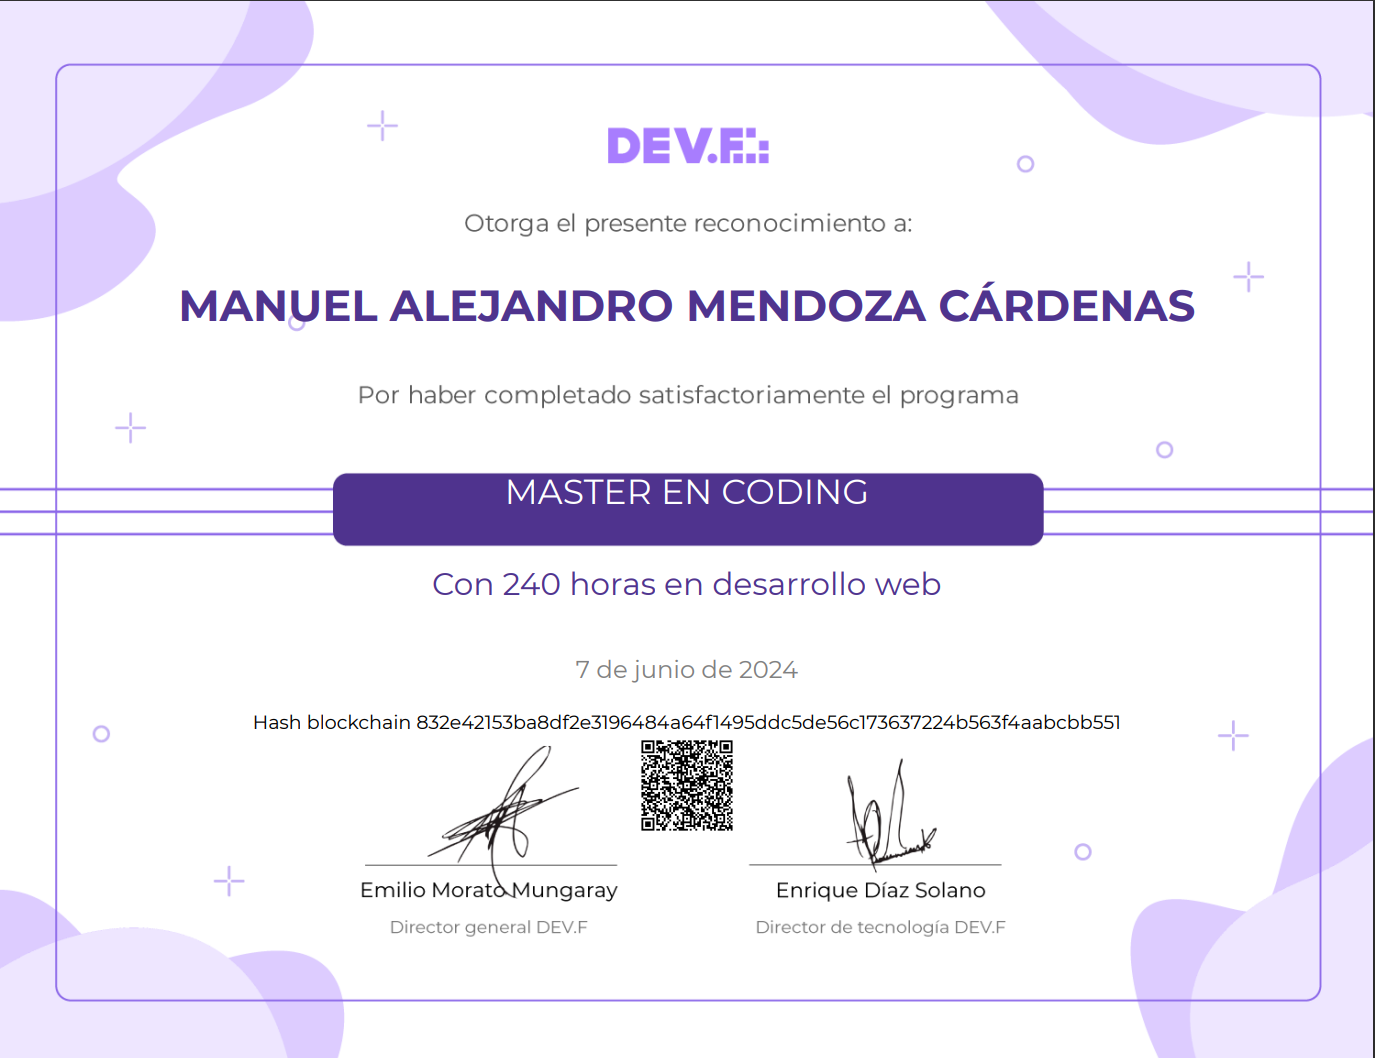 DEV.F
Otorga el presente reconocimiento a:
MANUEL ALEJANDRO MENDOZA CÁRDENAS
Por haber completado satisfactoriamente el programa
MASTER EN CODING
Con 240 horas en desarrollo web
7 de junio de 2024
Hash blockchain 832e42153ba8df2e3196484a64f1495ddc5de56c173637224b563f4aabcbb551
Emilio Morato Mungaray
Director general DEV.F
Enrique Díaz Solano
Director de tecnología DEV.F